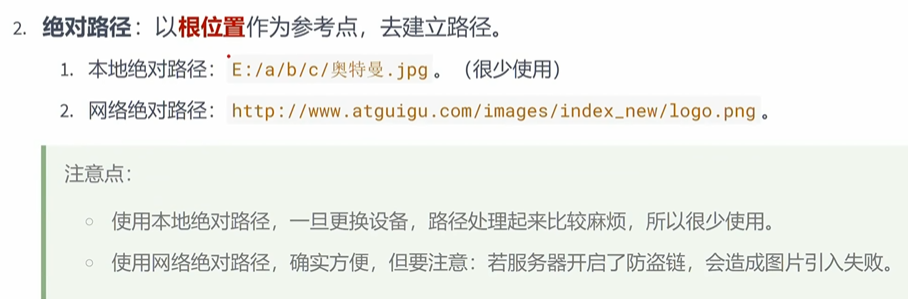 2. 绝对路径：以根位置作为参考点，去建立路径。
1. 本地绝对路径：E:/a/b/c/奥特曼.jpg。（很少使用）
2. 网络绝对路径：http://www.atguigu.com/images/index_new/logo.png。
注意点：
○ 使用本地绝对路径，一旦更换设备，路径处理起来比较麻烦，所以很少使用。
○ 使用网络绝对路径，确实方便，但要注意：若服务器开启了防盗链，会造成图片引入失败。